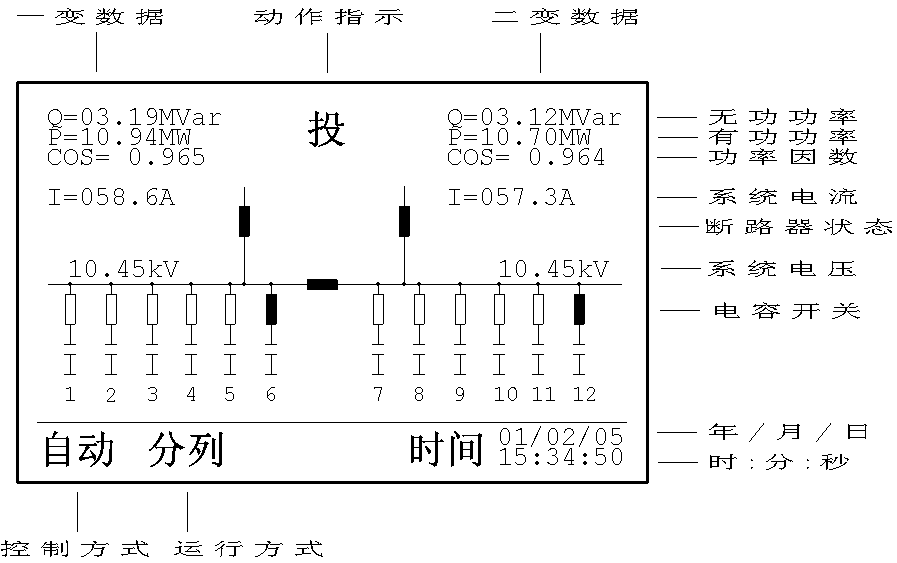 一变数据 动作指示 二变数据
Q=03.19MVar
P=10.94MW
COS= 0.965
I=058.6A
投
Q=03.12MVar
P=10.70MW
COS= 0.964
I=057.3A
无功功率
有功功率
功率因数
系统电流
断路器状态
系统电压
电容开关
10.45kV 10.45kV
1 2 3 4 5 6 7 8 9 10 11 12
自动 分列 时间
01/02/05
15:34:50
年/月/日
时:分:秒
控制方式 运行方式